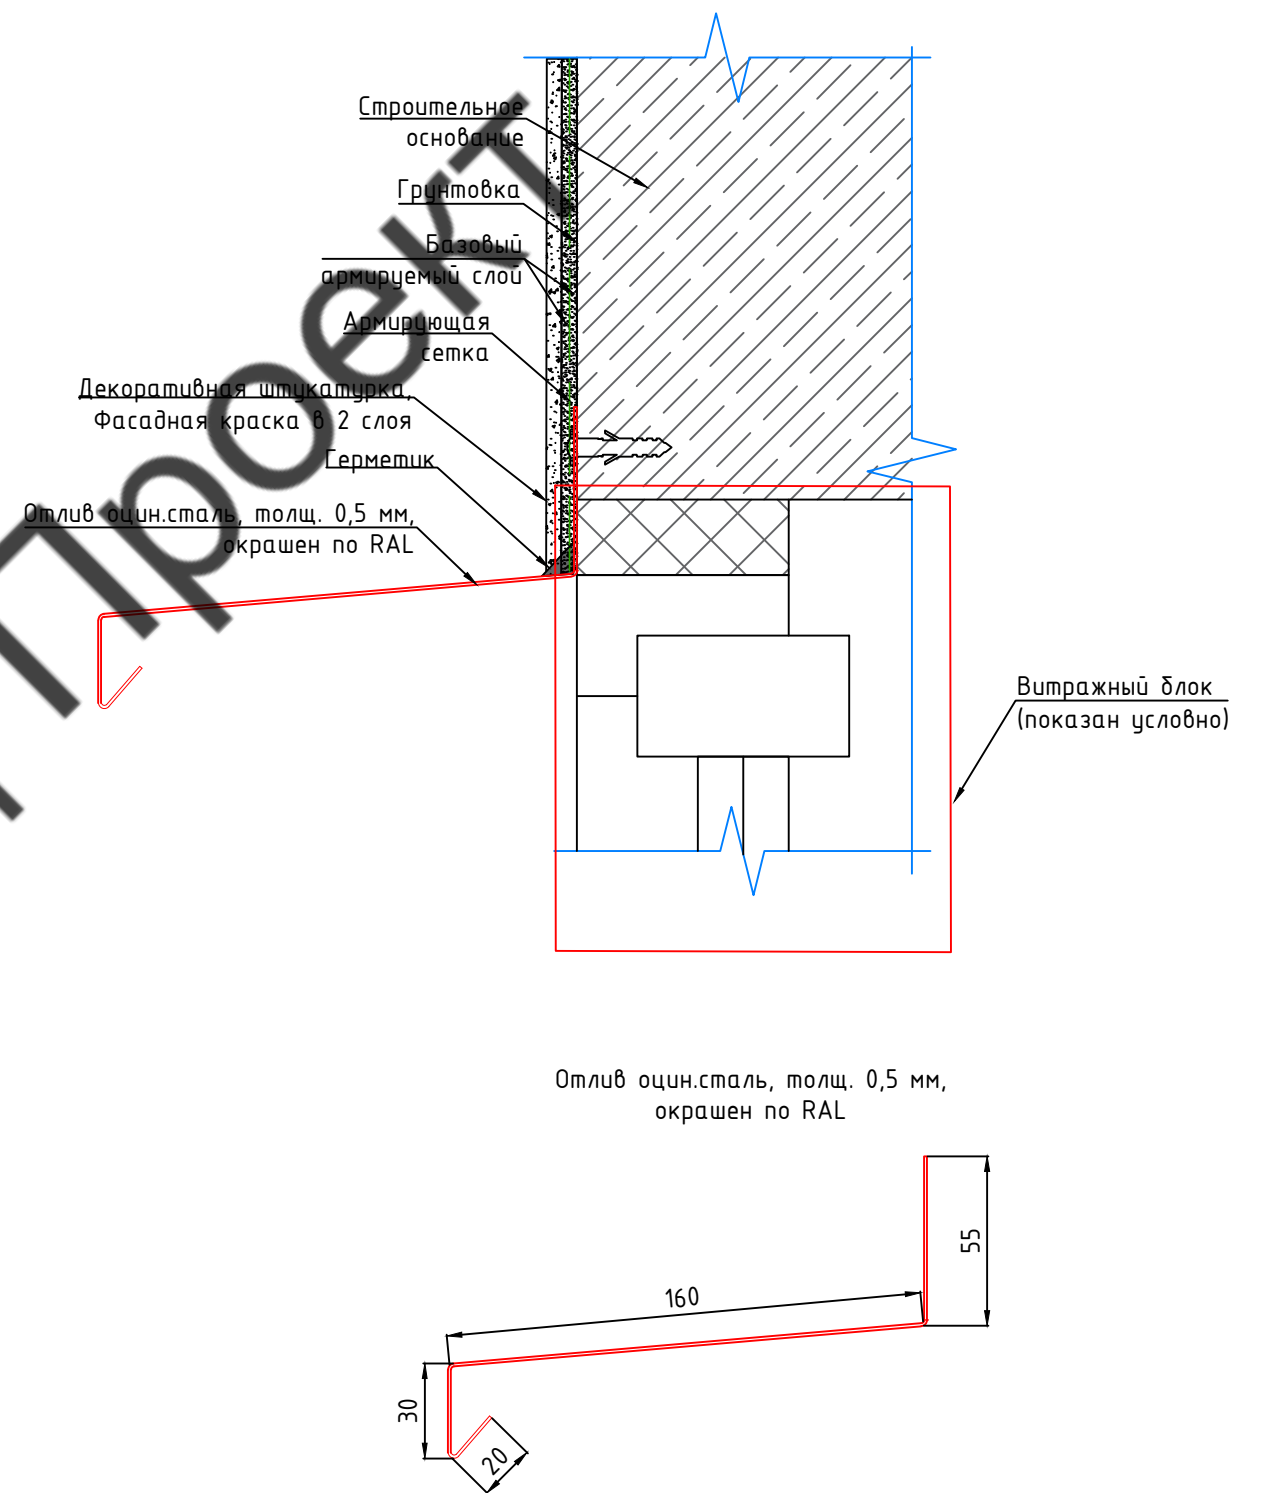 Строительное
основание
Грунтовка
Базовый
армируемый слой
Армирующая
сетка
Декоративная штукатурка,
Фасадная краска в 2 слоя
Герметик
Отлив оцин.сталь, толщ. 0,5 мм,
окрашен по RAL
Проект
Витражный блок
(показан условно)
Отлив оцин.сталь, толщ. 0,5 мм,
окрашен по RAL
55
160
30
20